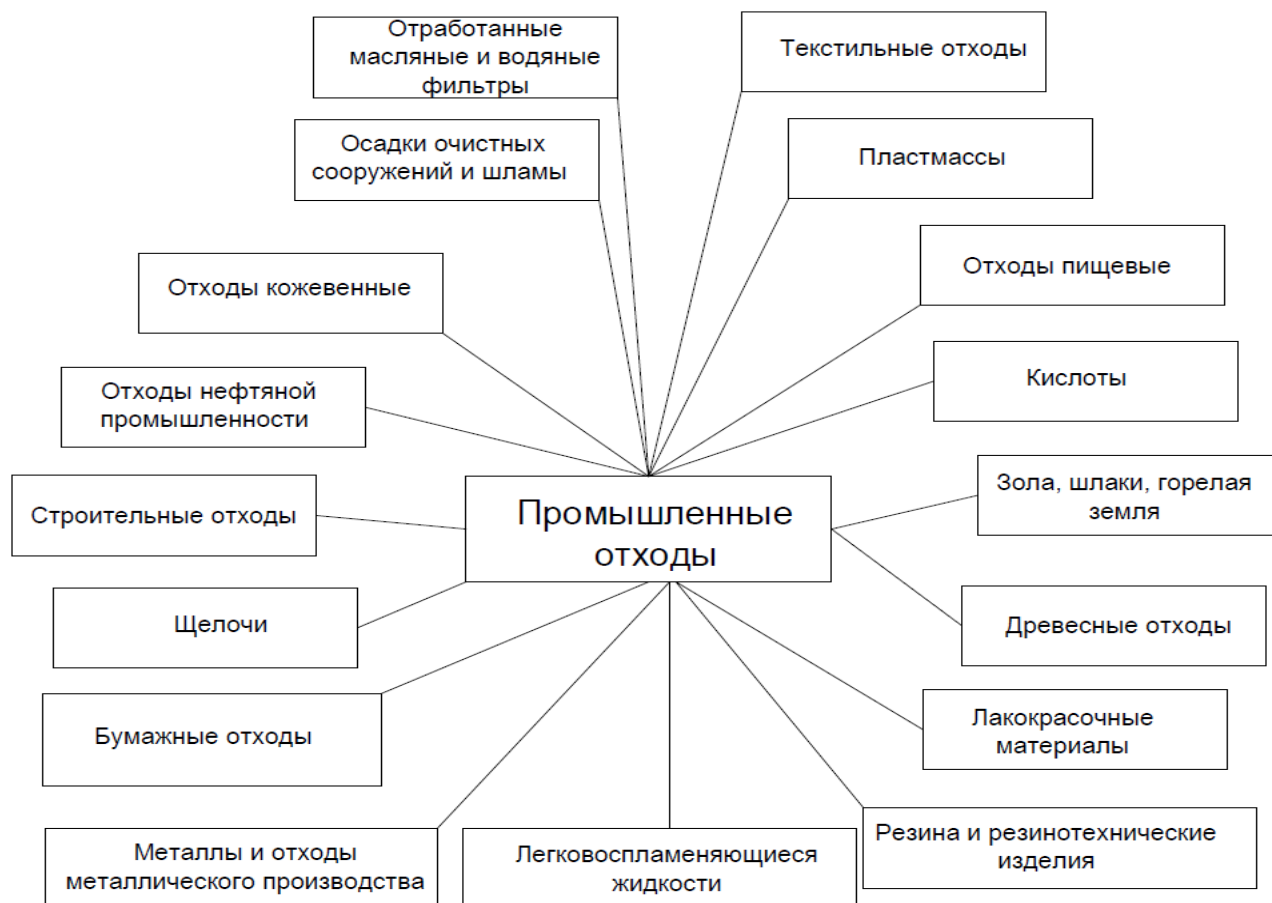 Отработанные
масляные и водяные
фильтры
Текстильные отходы
Осадки очистных
сооружений и шламы
Пластмассы
Отходы кожевенные
Отходы пищевые
Отходы нефтяной
промышленности
Кислоты
Строительные отходы
Промышленные
отходы
Зола, шлаки, горелая
земля
Щелочи
Древесные отходы
Бумажные отходы
Лакокрасочные
материалы
Металлы и отходы
металлического производства
Легковоспламеняющиеся
жидкости
Резина и резинотехнические
изделия